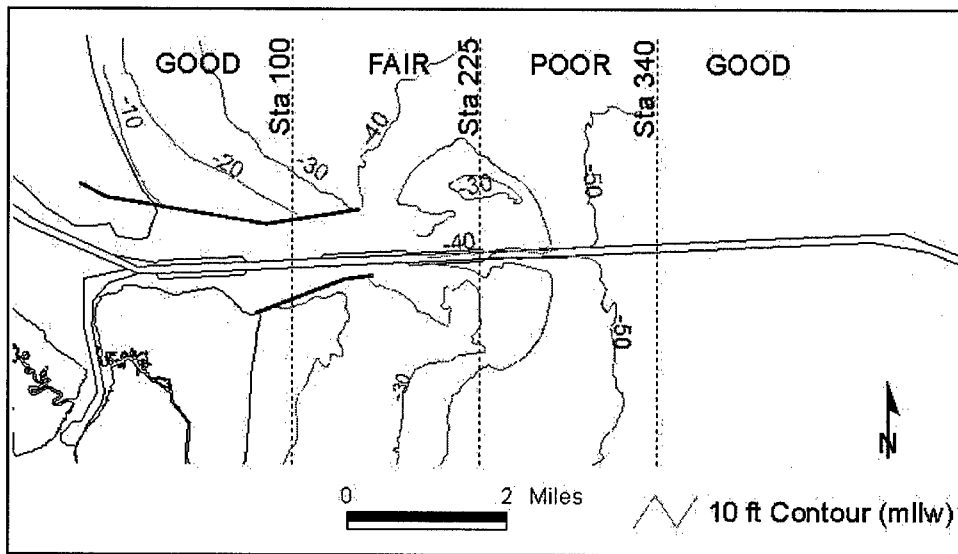 GOOD
Sta 100
FAIR
Sta 225
POOR
Sta 340
GOOD
-10
-20
-30
-40
-30
-40
-50
-50
-30
N
0 2 Miles
10 ft Contour (mllw)